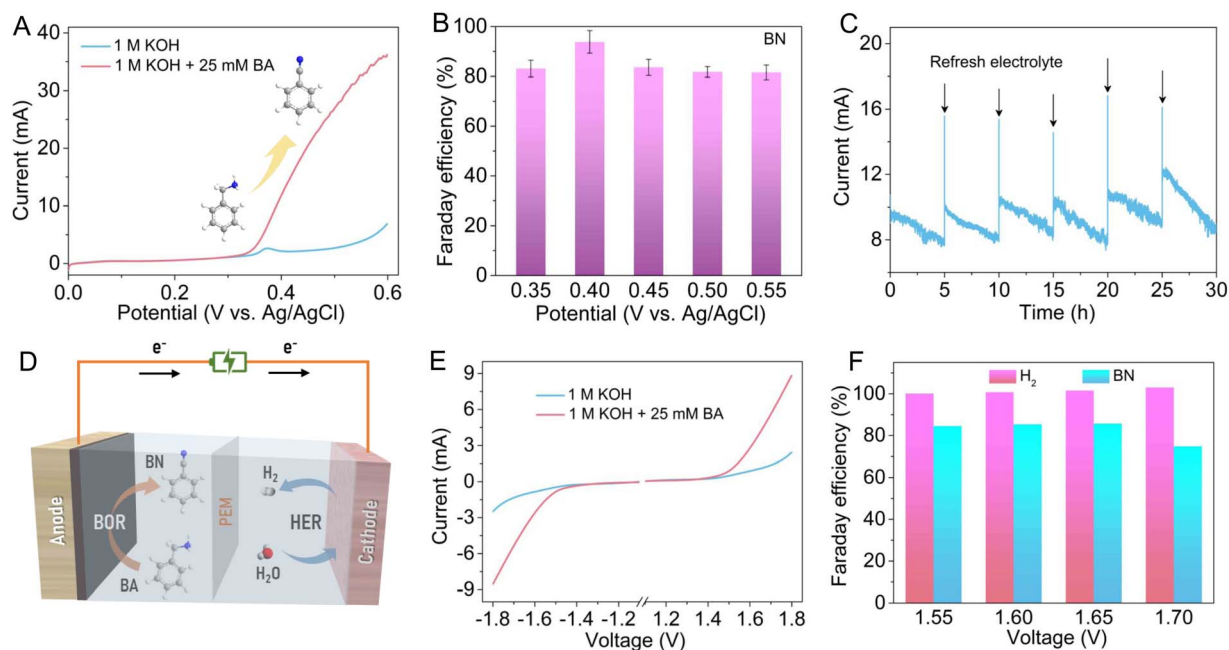 A
1 M KOH
1 M KOH + 25 mM BA
Current (mA)
40
30
20
10
0
0.0 0.2 0.4 0.6
Potential (V vs. Ag/AgCl)
B
BN
Faraday efficiency (%)
100
80
60
40
20
0
0.35 0.40 0.45 0.50 0.55
Potential (V vs. Ag/AgCl)
C
Refresh electrolyte
Current (mA)
20
16
12
8
0 5 10 15 20 25 30
Time (h)
D
e⁻ e⁻
Anode
BOR
BN
BA
PEM
H₂
HER
H₂O
Cathode
E
1 M KOH
1 M KOH + 25 mM BA
Current (mA)
9
6
3
0
-3
-6
-9
-1.8 -1.6 -1.4 -1.2 1.2 1.4 1.6 1.8
Voltage (V)
F
H₂ BN
Faraday efficiency (%)
100
80
60
40
20
0
1.55 1.60 1.65 1.70
Voltage (V)